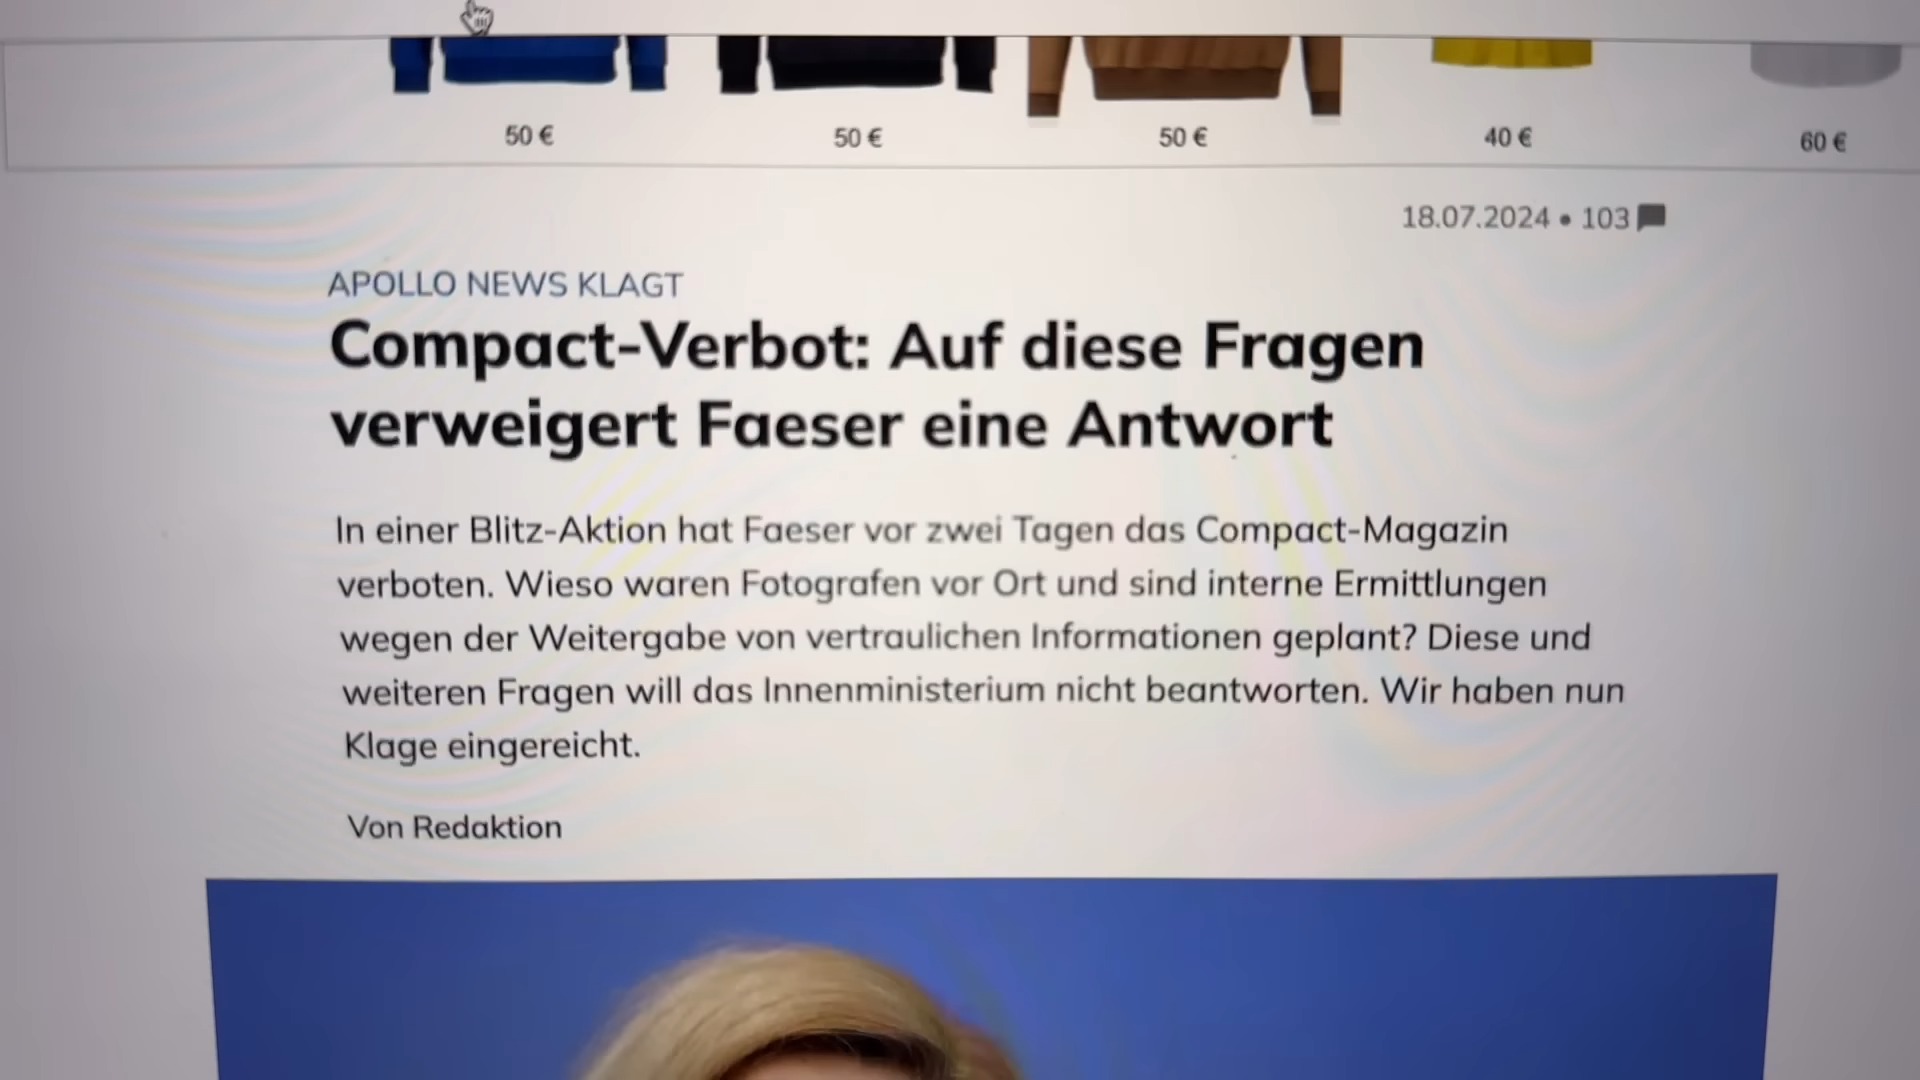 50 €
50 €
50 €
40 €
60 €
18.07.2024 • 103
APOLLO NEWS KLAGT
Compact-Verbot: Auf diese Fragen
verweigert Faeser eine Antwort
In einer Blitz-Aktion hat Faeser vor zwei Tagen das Compact-Magazin
verboten. Wieso waren Fotografen vor Ort und sind interne Ermittlungen
wegen der Weitergabe von vertraulichen Informationen geplant? Diese und
weiteren Fragen will das Innenministerium nicht beantworten. Wir haben nun
Klage eingereicht.
Von Redaktion